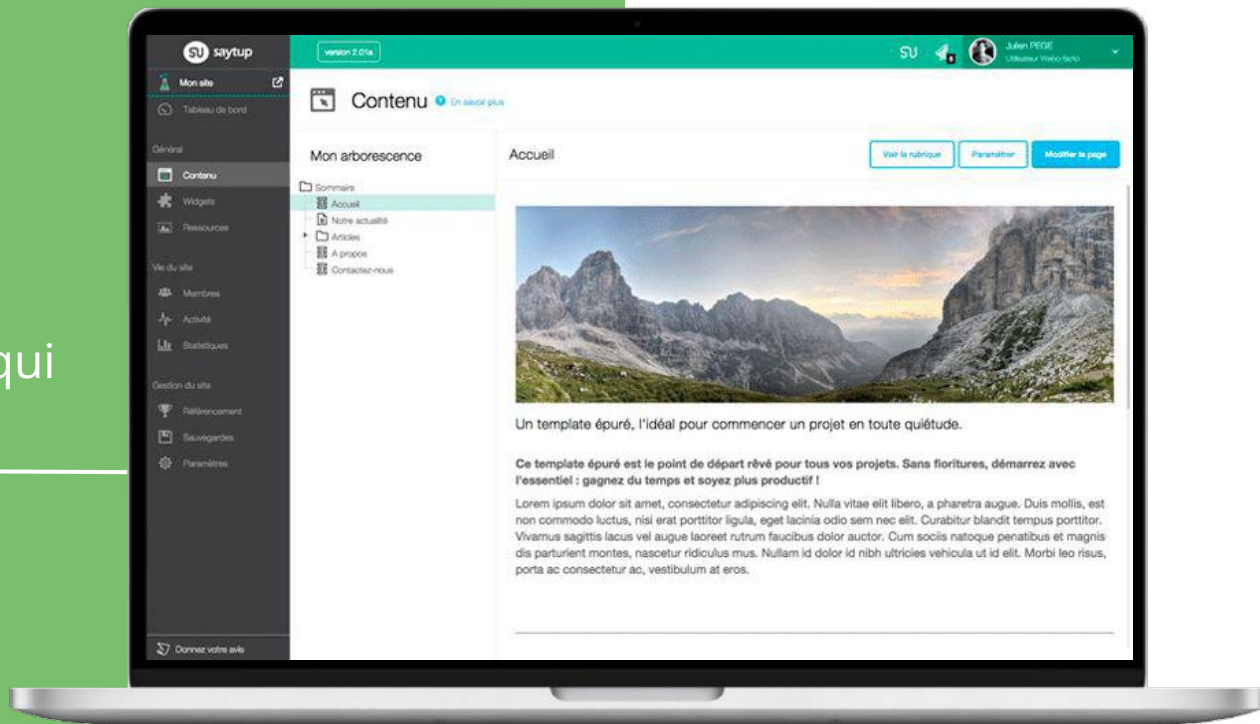 qui
SU saytup
version 2.01a
SU
Julien PEGE
Utilisateur Webo-facto
Mon site
Tableau de bord
Général
Contenu
Widgets
Ressources
Vie du site
Membres
Activité
Statistiques
Gestion du site
Référencement
Sauvegardes
Paramètres
Donnez votre avis
Contenu ? En savoir plus
Mon arborescence
Sommaire
Accueil
Notre actualité
Articles
A propos
Contactez-nous
Accueil
Voir la rubrique
Paramétrer
Modifier la page
Un template épuré, l'idéal pour commencer un projet en toute quiétude.
Ce template épuré est le point de départ rêvé pour tous vos projets. Sans fioritures, démarrez avec
l'essentiel : gagnez du temps et soyez plus productif !
Lorem ipsum dolor sit amet, consectetur adipiscing elit. Nulla vitae elit libero, a pharetra augue. Duis mollis, est
non commodo luctus, nisi erat porttitor ligula, eget lacinia odio sem nec elit. Curabitur blandit tempus porttitor.
Vivamus sagittis lacus vel augue laoreet rutrum faucibus dolor auctor. Cum sociis natoque penatibus et magnis
dis parturient montes, nascetur ridiculus mus. Nullam id dolor id nibh ultricies vehicula ut id elit. Morbi leo risus,
porta ac consectetur ac, vestibulum at eros.